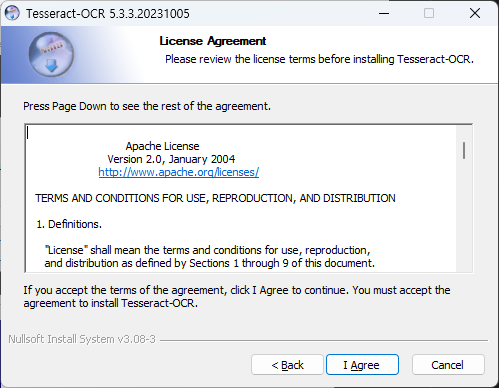 Tesseract-OCR 5.3.3.20231005
License Agreement
Please review the license terms before installing Tesseract-OCR.
Press Page Down to see the rest of the agreement.
Apache License
Version 2.0, January 2004
http://www.apache.org/licenses/
TERMS AND CONDITIONS FOR USE, REPRODUCTION, AND DISTRIBUTION
1. Definitions.
"License" shall mean the terms and conditions for use, reproduction,
and distribution as defined by Sections 1 through 9 of this document.
If you accept the terms of the agreement, click I Agree to continue. You must accept the
agreement to install Tesseract-OCR.
Nullsoft Install System v3.08-3
< Back
I Agree
Cancel